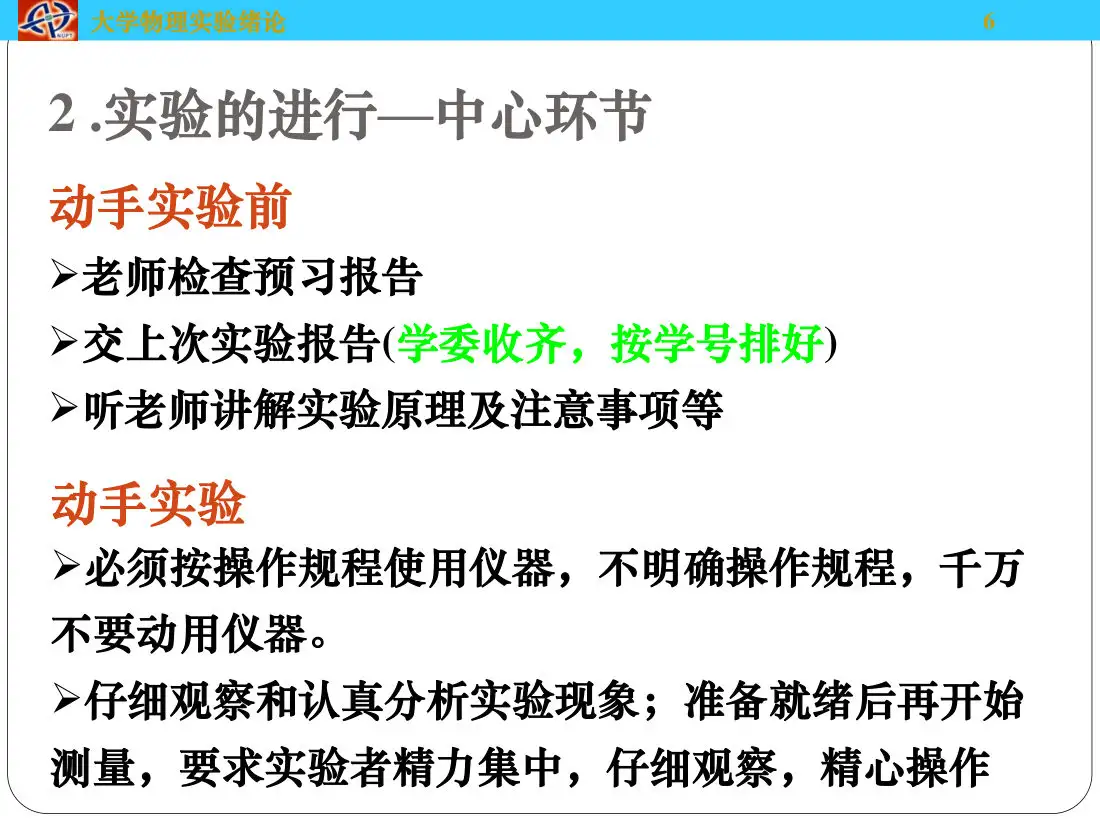 NUPT
大学物理实验绪论
6
2 .实验的进行—中心环节
动手实验前
➢老师检查预习报告
➢交上次实验报告(学委收齐，按学号排好)
➢听老师讲解实验原理及注意事项等
动手实验
➢必须按操作规程使用仪器，不明确操作规程，千万
不要动用仪器。
➢仔细观察和认真分析实验现象；准备就绪后再开始
测量，要求实验者精力集中，仔细观察，精心操作